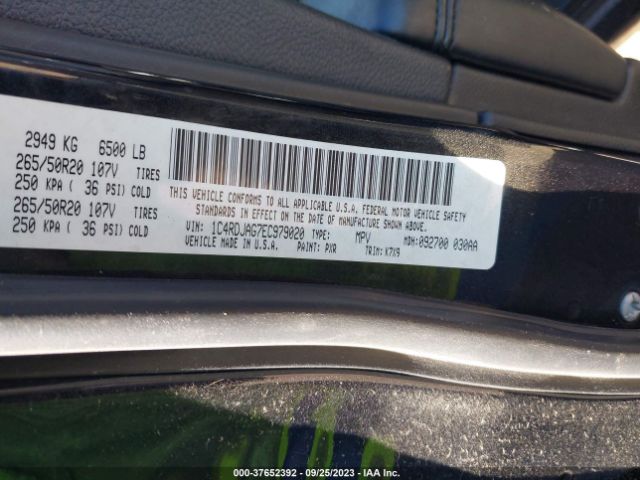 2949 KG 6500 LB
265/50R20 107V TIRES
250 KPA ( 36 PSI) COLD
265/50R20 107V TIRES
250 KPA ( 36 PSI) COLD
THIS VEHICLE CONFORMS TO ALL APPLICABLE U.S.A. FEDERAL MOTOR VEHICLE SAFETY
STANDARDS IN EFFECT ON THE DATE OF MANUFACTURE SHOWN ABOVE.
VIN: 1C4RDJAG7EC979020 TYPE: MPV MDH:092700 030AA
VEHICLE MADE IN U.S.A. PAINT: PXR TRIM: K7X9
000-37652392 - 09/25/2023 - IAA Inc.